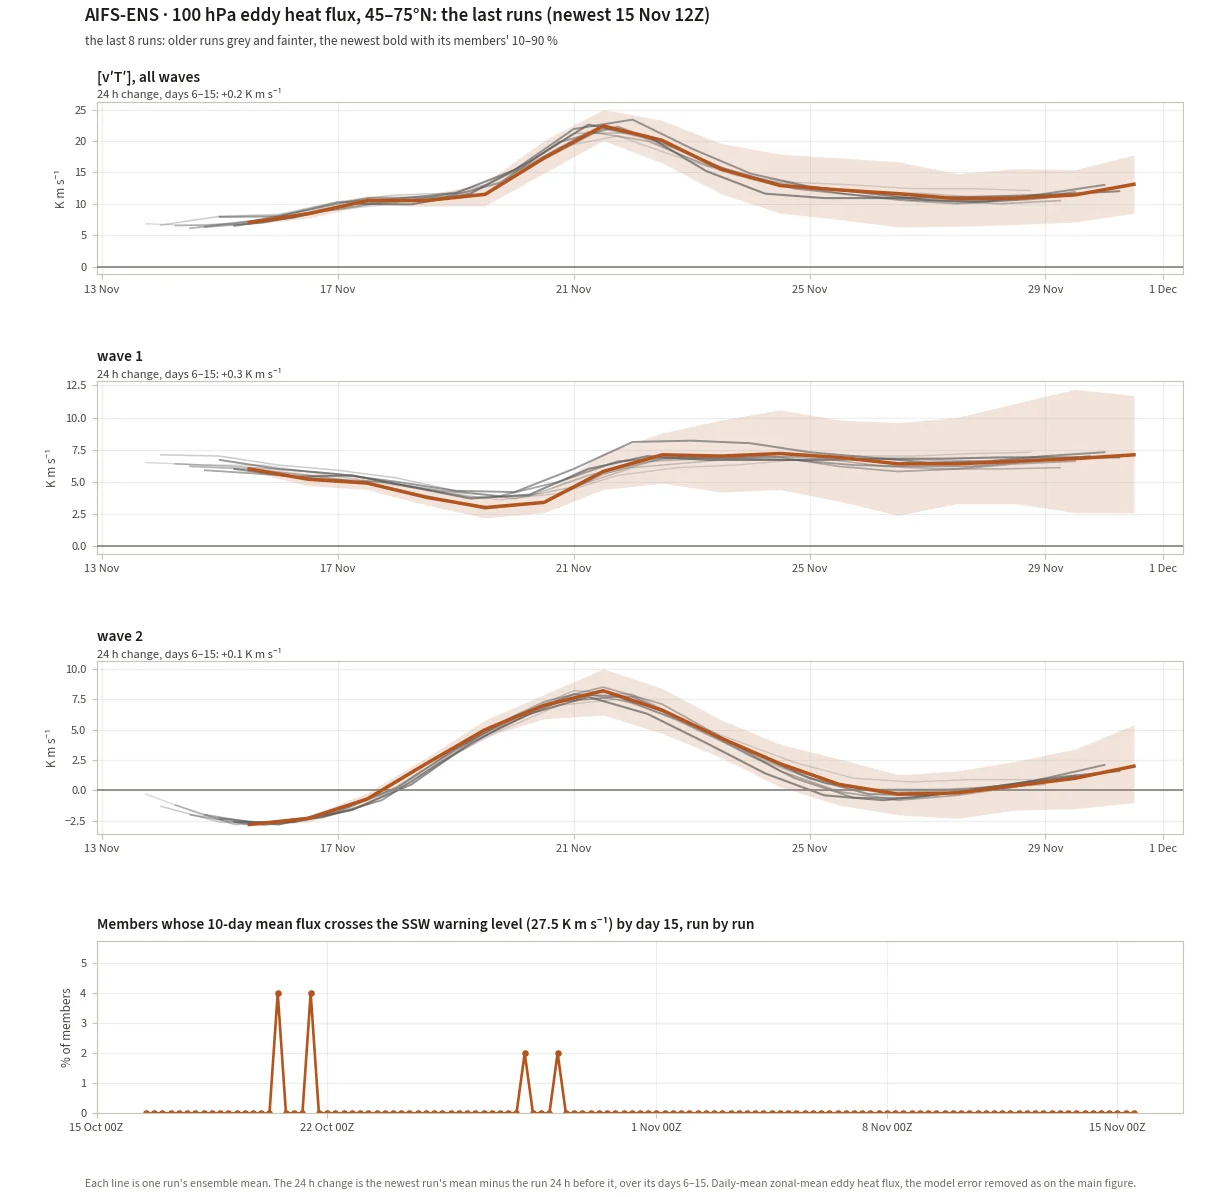 AIFS-ENS · 100 hPa eddy heat flux, 45–75°N: the last runs (newest 15 Nov 12Z)
the last 8 runs: older runs grey and fainter, the newest bold with its members' 10–90 %
[v′T′], all waves
24 h change, days 6–15: +0.2 K m s⁻¹
25
20
15
10
5
0
K m s⁻¹
13 Nov 17 Nov 21 Nov 25 Nov 29 Nov 1 Dec
wave 1
24 h change, days 6–15: +0.3 K m s⁻¹
12.5
10.0
7.5
5.0
2.5
0.0
K m s⁻¹
13 Nov 17 Nov 21 Nov 25 Nov 29 Nov 1 Dec
wave 2
24 h change, days 6–15: +0.1 K m s⁻¹
10.0
7.5
5.0
2.5
0.0
−2.5
K m s⁻¹
13 Nov 17 Nov 21 Nov 25 Nov 29 Nov 1 Dec
Members whose 10-day mean flux crosses the SSW warning level (27.5 K m s⁻¹) by day 15, run by run
5
4
3
2
1
0
% of members
15 Oct 00Z 22 Oct 00Z 1 Nov 00Z 8 Nov 00Z 15 Nov 00Z
Each line is one run's ensemble mean. The 24 h change is the newest run's mean minus the run 24 h before it, over its days 6–15. Daily-mean zonal-mean eddy heat flux, the model error removed as on the main figure.